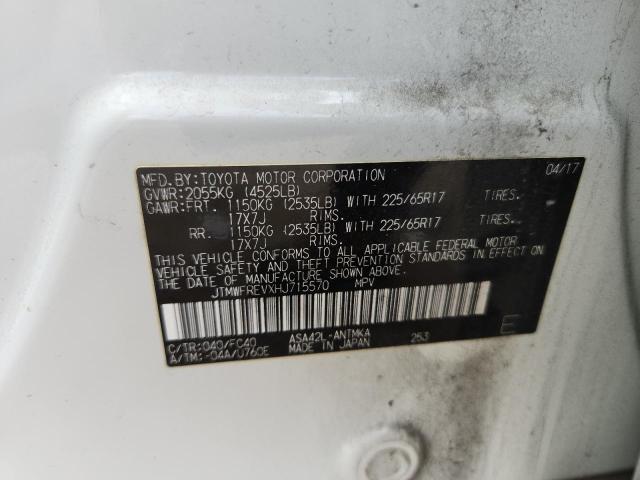 MFD.BY:TOYOTA MOTOR CORPORATION 04/17
GVWR:2055KG (4525LB)
GAWR:FRT. 1150KG (2535LB) WITH 225/65R17 TIRES.
17X7J RIMS.
RR. 1150KG (2535LB) WITH 225/65R17 TIRES.
17X7J RIMS.
THIS VEHICLE CONFORMS TO ALL APPLICABLE FEDERAL MOTOR
VEHICLE SAFETY AND THEFT PREVENTION STANDARDS IN EFFECT ON
THE DATE OF MANUFACTURE SHOWN ABOVE.
JTMWFREVXHJ715570 MPV
C/TR:040/FC40 ASA42L-ANTMKA 253 E
A/TM:-04A/U760E MADE IN JAPAN